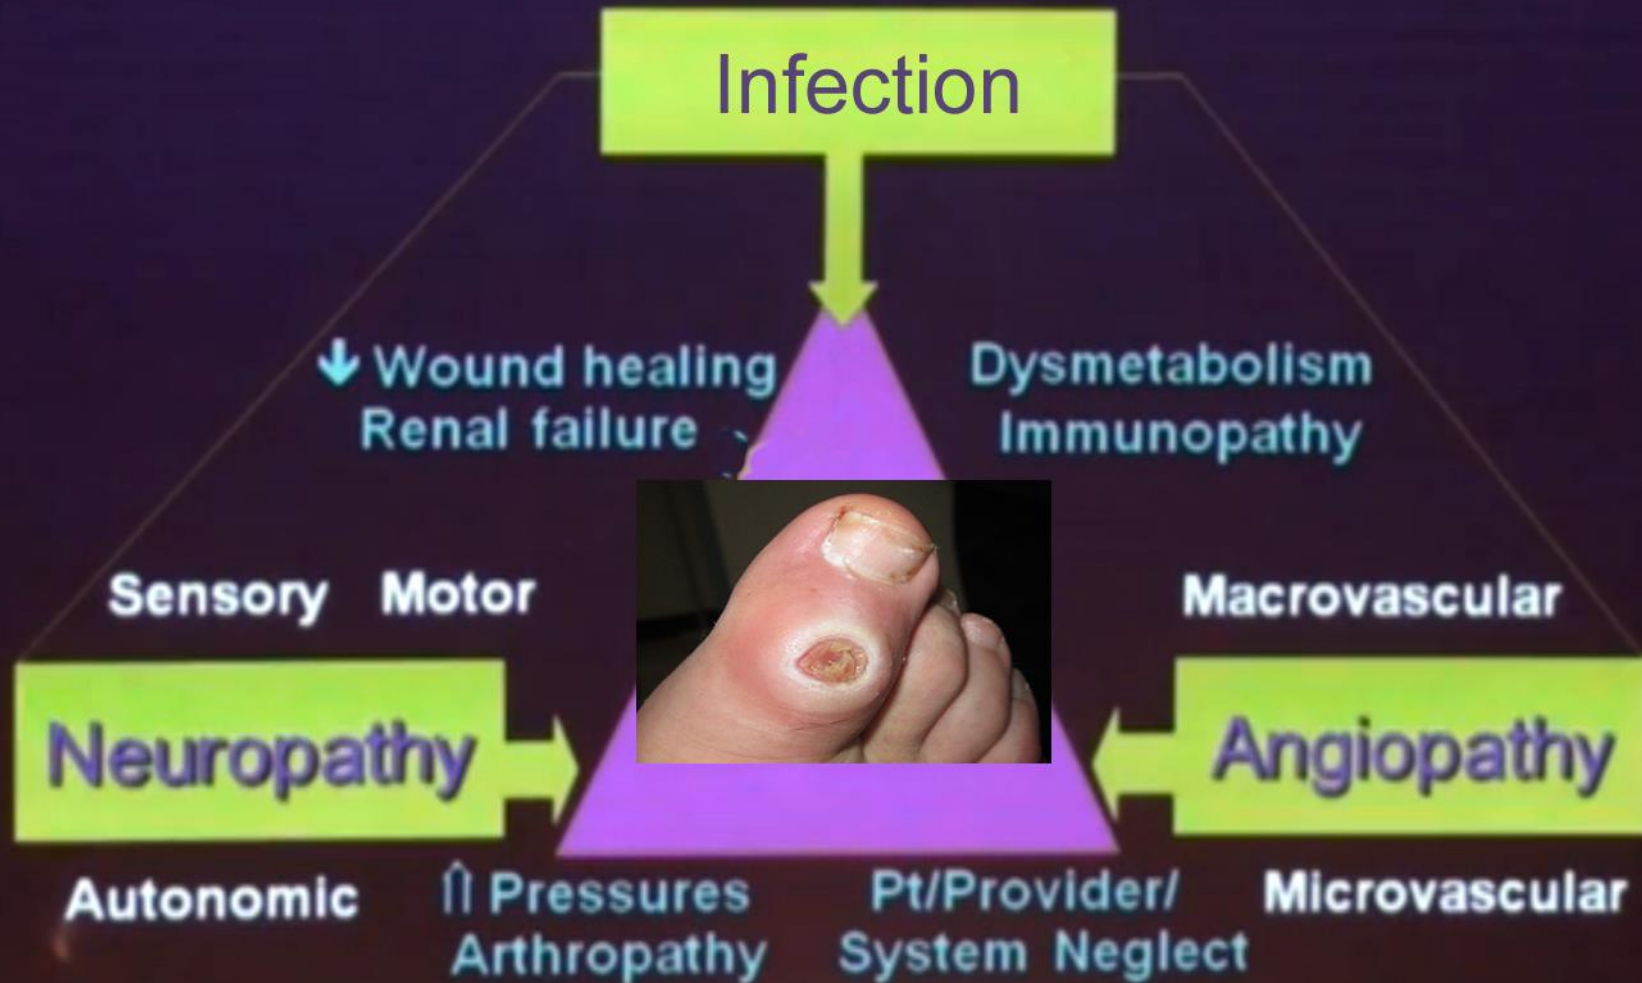 Infection
↓ Wound healing
Renal failure
Dysmetabolism
Immunopathy
Sensory Motor
Macrovascular
Neuropathy
Angiopathy
Autonomic
⇑ Pressures
Arthropathy
Pt/Provider/
System Neglect
Microvascular